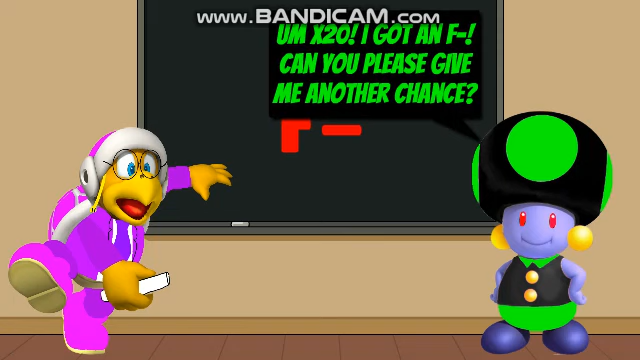 www.BANDICAM.com
UM X20! I GOT AN F-!
CAN YOU PLEASE GIVE
ME ANOTHER CHANCE?
F -